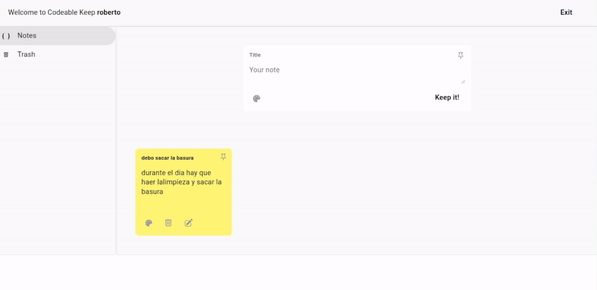 Welcome to Codeable Keep roberto
Exit
Notes
Trash
Title
Your note
Keep it!
debo sacar la basura
durante el dia hay que
haer lalimpieza y sacar la
basura